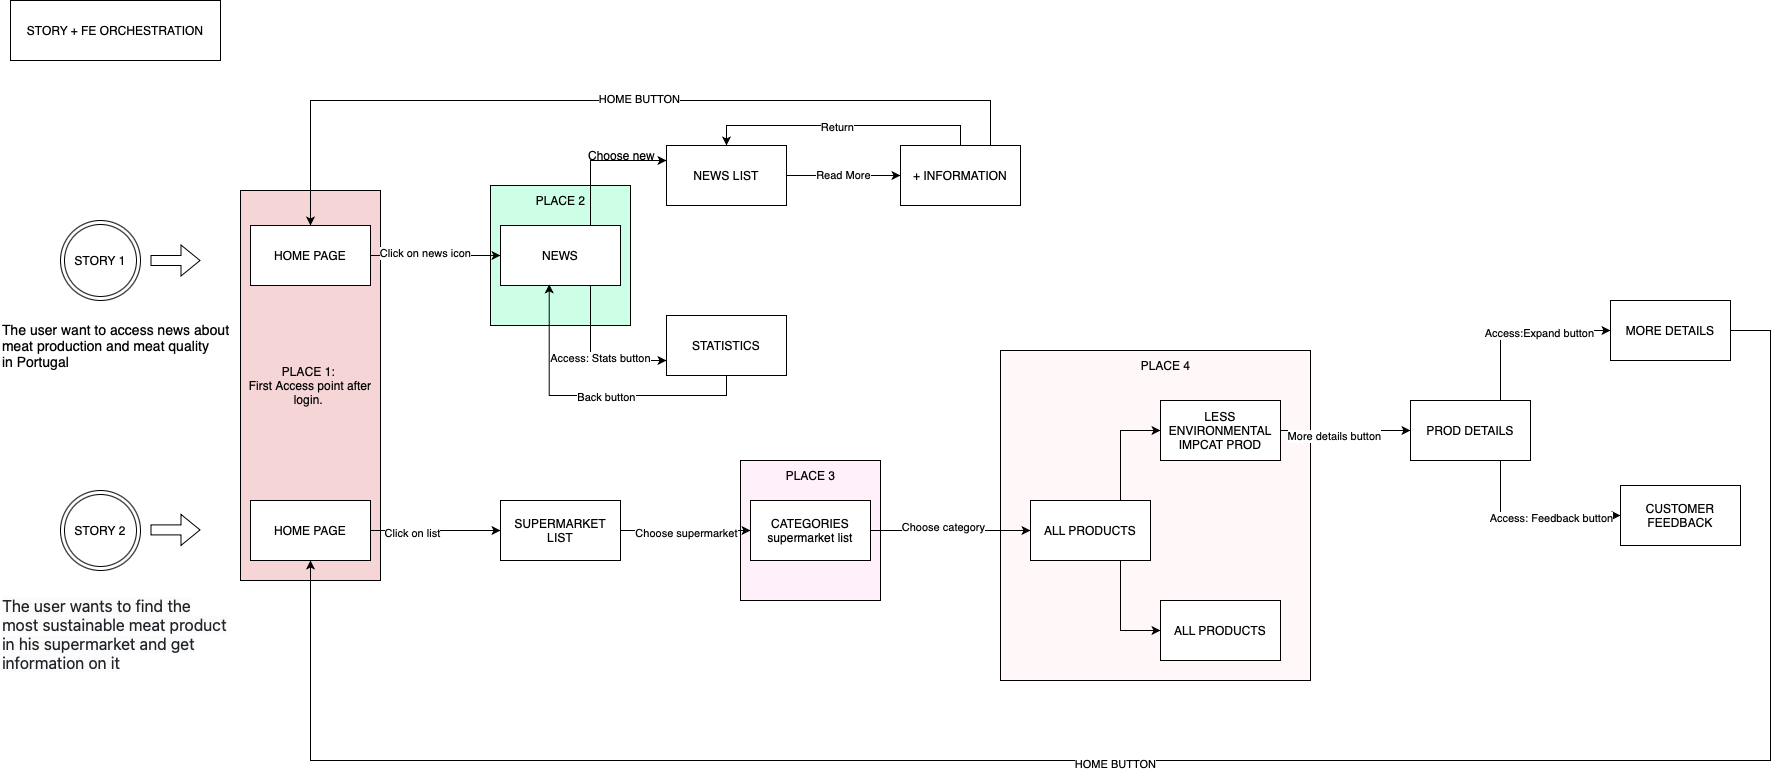 STORY + FE ORCHESTRATION
HOME BUTTON
Return
Choose new
NEWS LIST
Read More
+ INFORMATION
PLACE 2
STORY 1
HOME PAGE
Click on news icon
NEWS
The user want to access news about
meat production and meat quality
in Portugal
PLACE 1:
First Access point after
login.
STATISTICS
Access: Stats button
Back button
PLACE 4
Access:Expand button
MORE DETAILS
LESS
ENVIRONMENTAL
IMPCAT PROD
More details button
PROD DETAILS
PLACE 3
STORY 2
HOME PAGE
Click on list
SUPERMARKET
LIST
Choose supermarket
CATEGORIES
supermarket list
Choose category
ALL PRODUCTS
Access: Feedback button
CUSTOMER
FEEDBACK
The user wants to find the
most sustainable meat product
in his supermarket and get
information on it
ALL PRODUCTS
HOME BUTTON